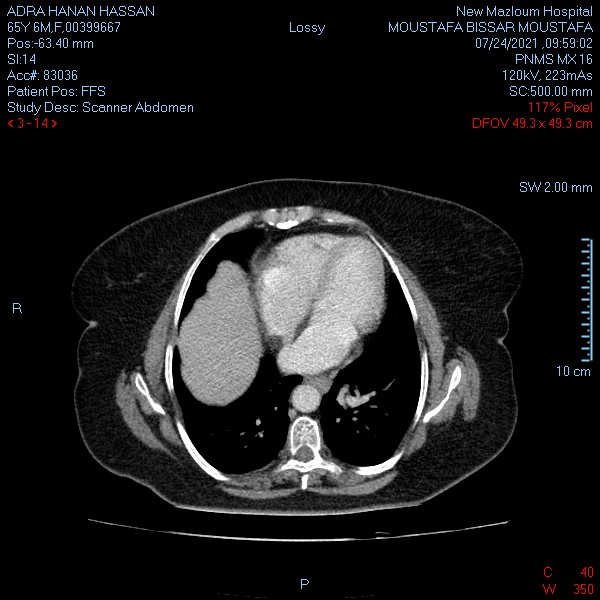 ADRA HANAN HASSAN
65Y 6M,F,00399667
Pos:-63.40 mm
SI:14
Acc#: 83036
Patient Pos: FFS
Study Desc: Scanner Abdomen
< 3 - 14 >
Lossy
New Mazloum Hospital
MOUSTAFA BISSAR MOUSTAFA
07/24/2021 ,09:59:02
PNMS MX 16
120kV, 223mAs
SC:500.00 mm
117% Pixel
DFOV 49.3 x 49.3 cm
SW 2.00 mm
R
10 cm
P
C 40
W 350